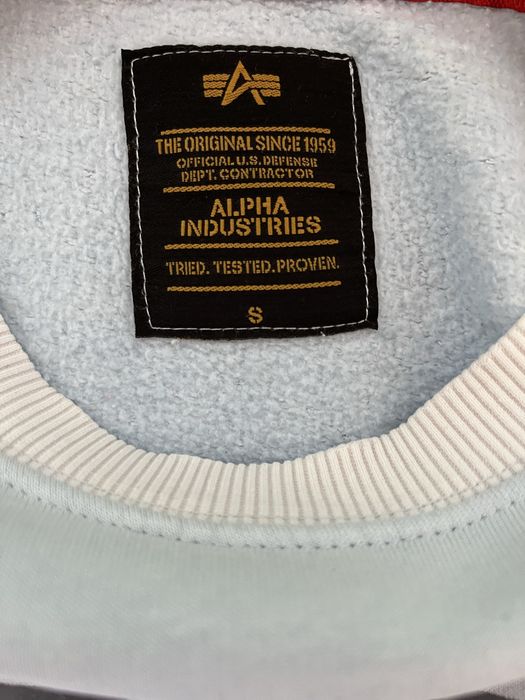 THE ORIGINAL SINCE 1959
OFFICIAL U.S. DEFENSE
DEPT. CONTRACTOR
ALPHA
INDUSTRIES
TRIED. TESTED. PROVEN.
S